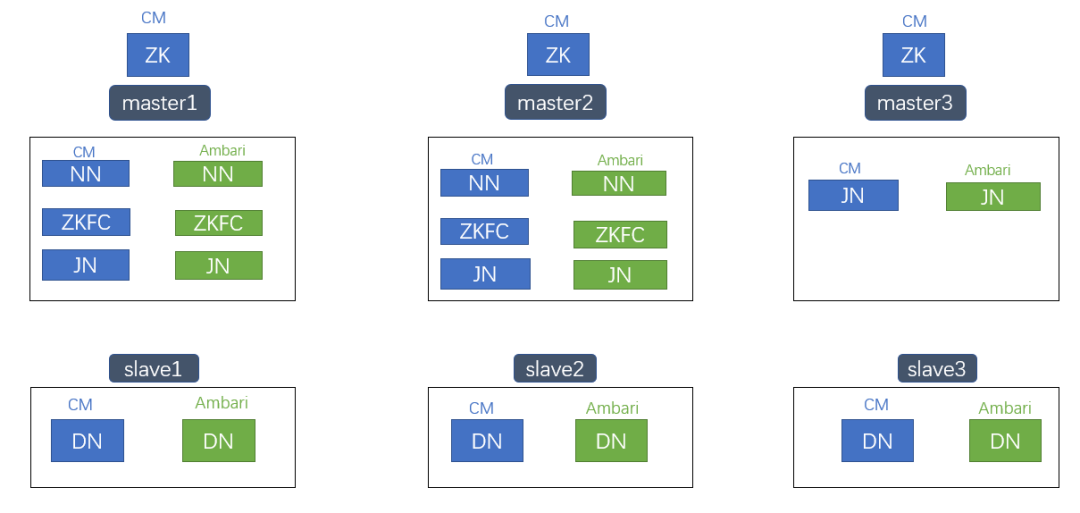 CM
ZK
master1
CM
ZK
master2
CM
ZK
master3
CM
NN
Ambari
NN
ZKFC
ZKFC
JN
JN
CM
NN
Ambari
NN
ZKFC
ZKFC
JN
JN
CM
JN
Ambari
JN
slave1
CM
DN
Ambari
DN
slave2
CM
DN
Ambari
DN
slave3
CM
DN
Ambari
DN